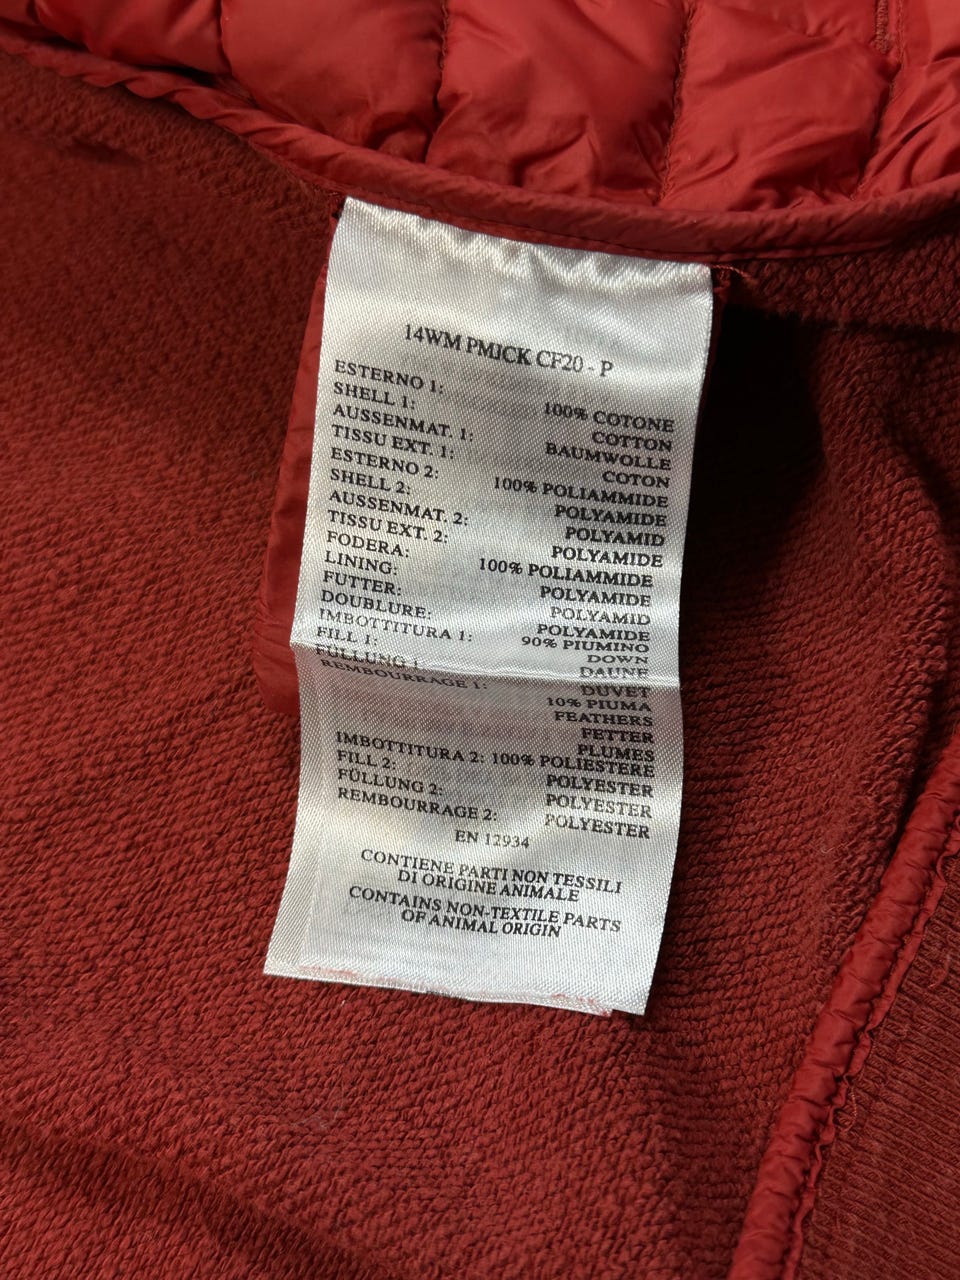 14WM PMJCK CF20 - P
ESTERNO 1: 100% COTONE
SHELL 1: COTTON
AUSSENMAT. 1: BAUMWOLLE
TISSU EXT. 1: COTON
ESTERNO 2: 100% POLIAMMIDE
SHELL 2: POLYAMIDE
AUSSENMAT. 2: POLYAMID
TISSU EXT. 2: POLYAMIDE
FODERA: 100% POLIAMMIDE
LINING: POLYAMIDE
FUTTER: POLYAMID
DOUBLURE: POLYAMIDE
IMBOTTITURA 1: 90% PIUMINO
FILL 1: DOWN
FÜLLUNG 1: DAUNE
REMBOURRAGE 1: DUVET
10% PIUMA
FEATHERS
FETTER
PLUMES
IMBOTTITURA 2: 100% POLIESTERE
FILL 2: POLYESTER
FÜLLUNG 2: POLYESTER
REMBOURRAGE 2: POLYESTER
EN 12934
CONTIENE PARTI NON TESSILI
DI ORIGINE ANIMALE
CONTAINS NON-TEXTILE PARTS
OF ANIMAL ORIGIN